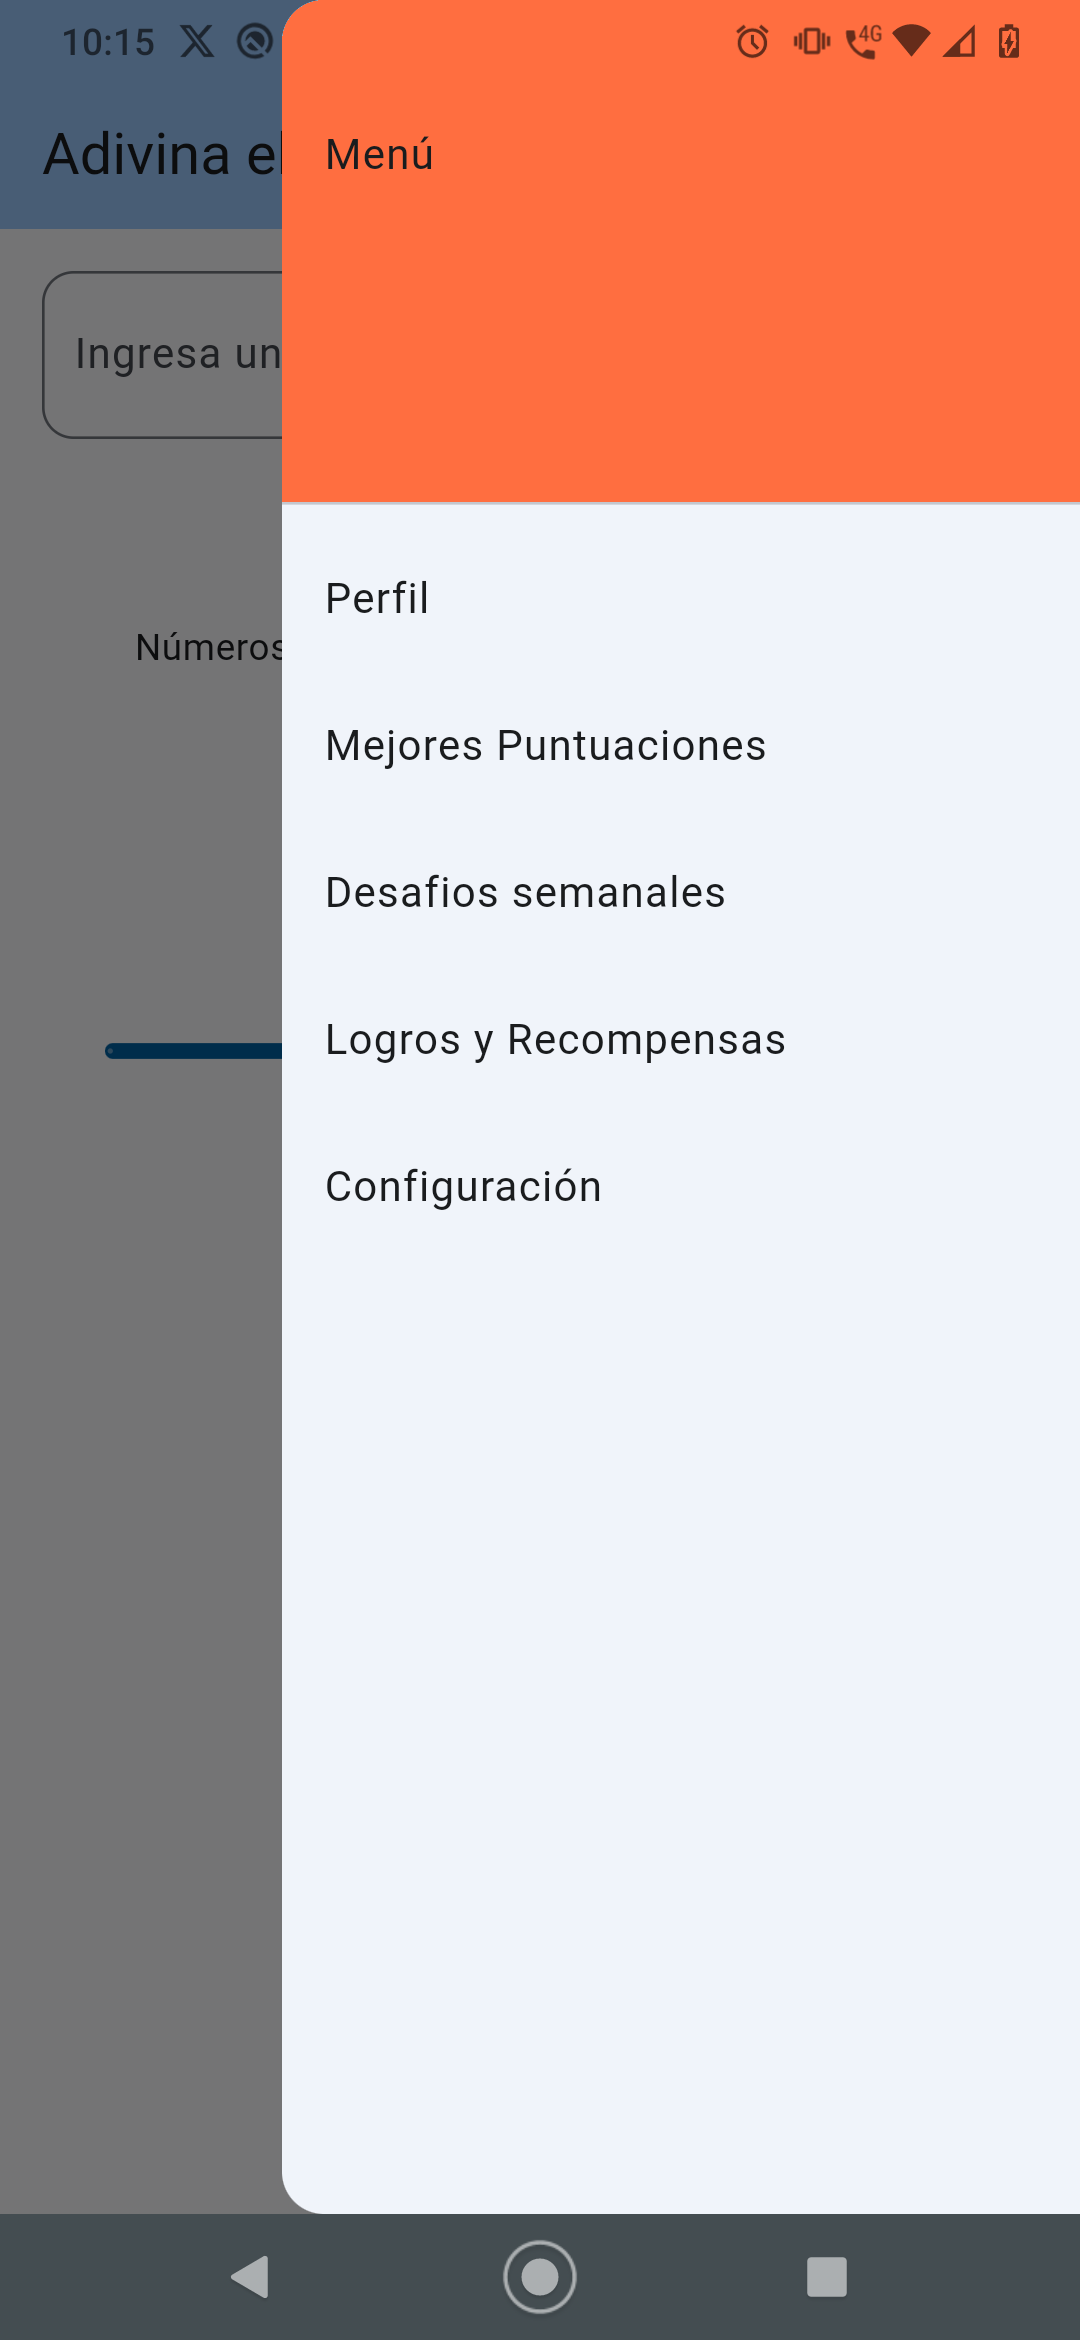 10:15
4G
Adivina el
Menú
Ingresa un
Números
Perfil
Mejores Puntuaciones
Desafios semanales
Logros y Recompensas
Configuración